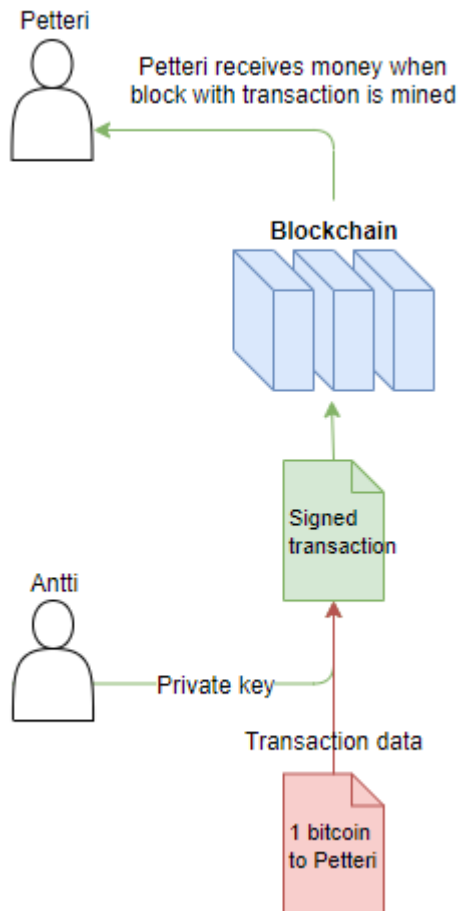 Petteri
Petteri receives money when
block with transaction is mined
Blockchain
Signed
transaction
Antti
Private key
Transaction data
1 bitcoin
to Petteri